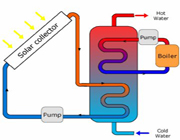 Hot
Water
Solar collector
Pump
Boiler
Pump
Cold
Water